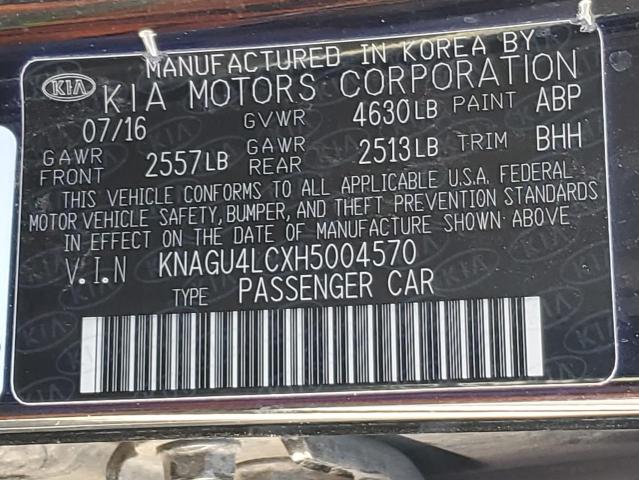 MANUFACTURED IN KOREA BY
KIA KIA MOTORS CORPORATION
07/16 GVWR 4630LB PAINT ABP
GAWR FRONT 2557LB GAWR REAR 2513LB TRIM BHH
THIS VEHICLE CONFORMS TO ALL APPLICABLE U.S.A. FEDERAL
MOTOR VEHICLE SAFETY, BUMPER, AND THEFT PREVENTION STANDARDS
IN EFFECT ON THE DATE OF MANUFACTURE SHOWN ABOVE.
V.I.N KNAGU4LCXH5004570
TYPE PASSENGER CAR